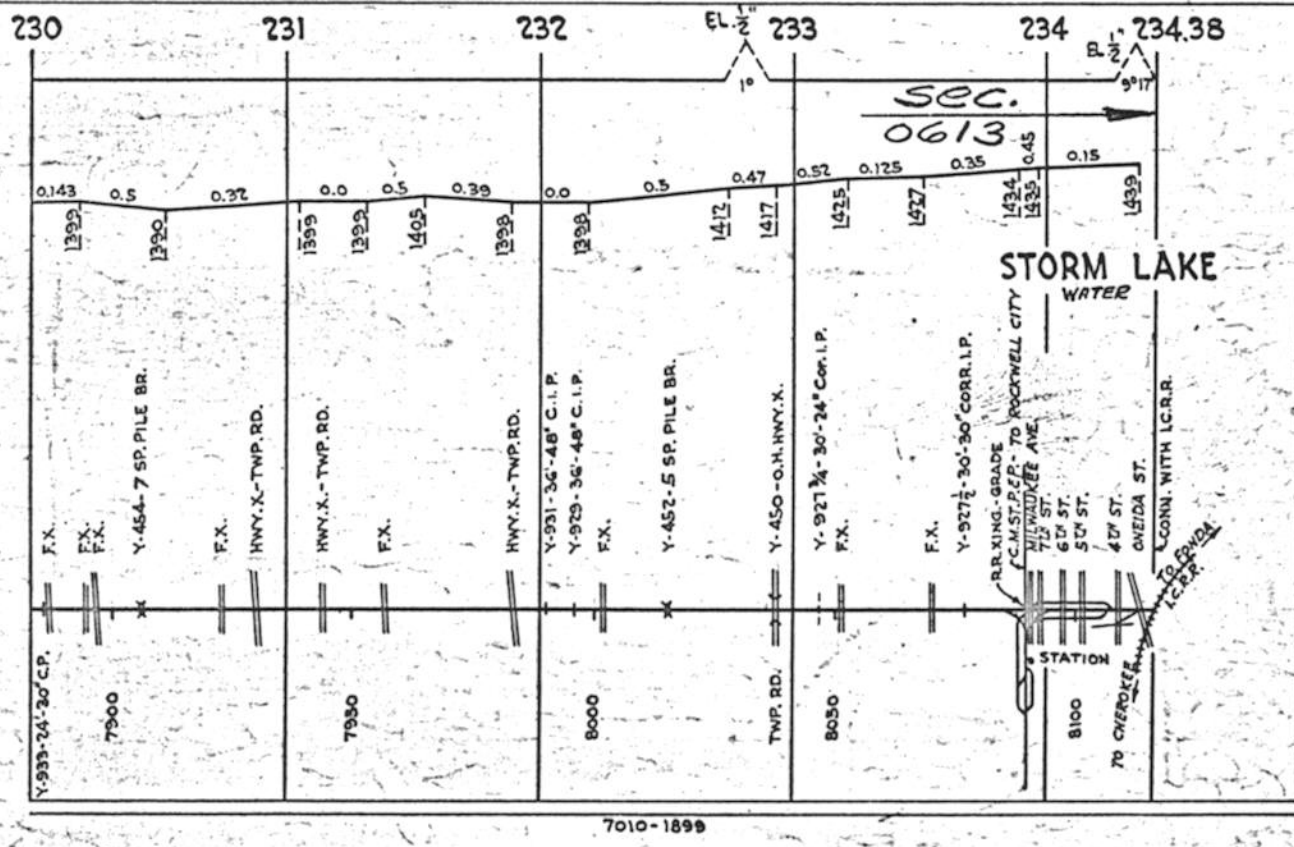 230
231
232
EL. ½"
233
234
EL ½"
234.38
1°
9°17'
SEC.
0613
0.143
0.5
0.32
0.0
0.5
0.39
0.0
0.5
0.47
0.52
0.125
0.35
0.45
0.15
1399
1390
1399
1399
1405
1398
1398
1412
1417
1425
1427
1434
1435
1439
STORM LAKE
WATER
Y-933-24'-30" C.P.
F.X.
F.X.
F.X.
Y-454-7 SP. PILE BR.
F.X.
HWY.X.-TWP.RD.
HWY.X.-TWP.RD.
F.X.
HWY.X.-TWP.RD.
Y-931-36'-48" C.I.P.
Y-929-36'-48" C.I.P.
F.X.
Y-452-5 SP. PILE BR.
Y-450-O.H.HWY.X.
TWP. RD.
Y-927¾-30'-24" Cor.I.P.
F.X.
F.X.
Y-927½-30'-30" CORR.I.P.
R.R.XING.-GRADE
C.M.ST.P.&P.- TO ROCKWELL CITY
MILWAUKEE AVE.
7TH ST.
6TH ST.
5TH ST.
4TH ST.
ONEIDA ST.
R.CONN. WITH I.C.R.R.
TO FONDA
I.C.R.R.
STATION
TO CHEROKEE
7900
7950
8000
8050
8100
7010-1899